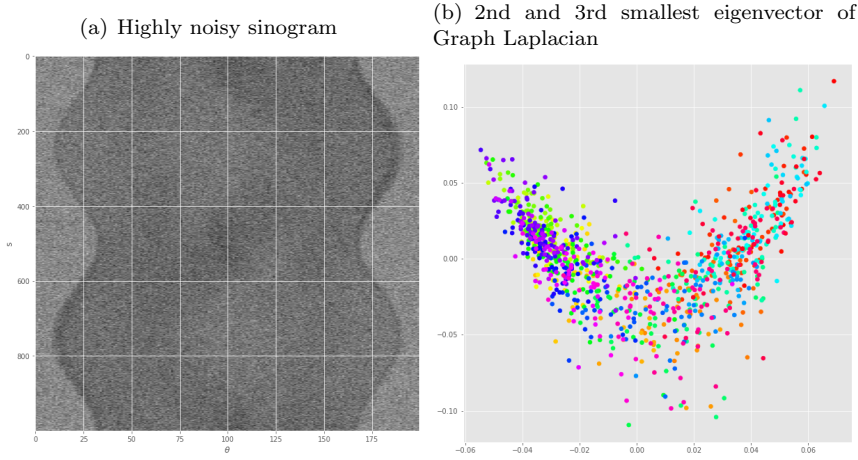 (a) Highly noisy sinogram
0
200
400
600
800
s
0 25 50 75 100 125 150 175
θ
(b) 2nd and 3rd smallest eigenvector of
Graph Laplacian
0.10
0.05
0.00
−0.05
−0.10
−0.06 −0.04 −0.02 0.00 0.02 0.04 0.06